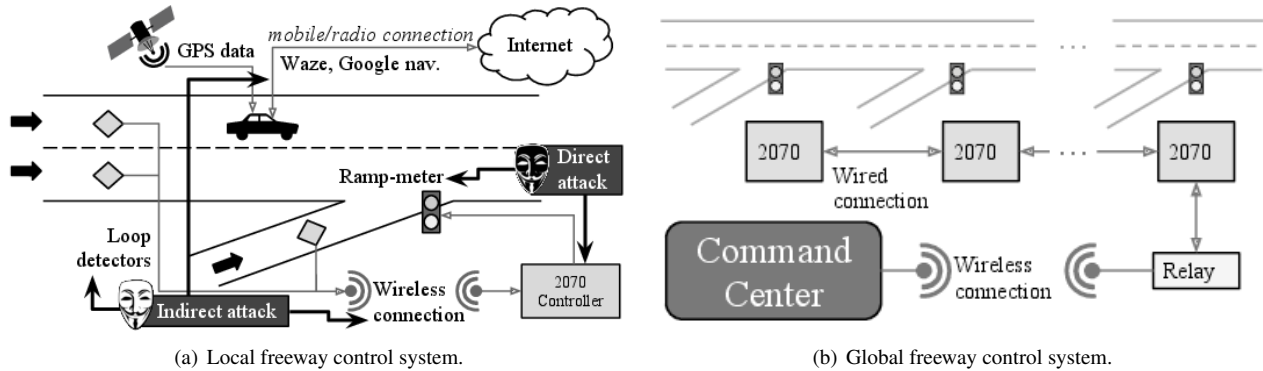 GPS data
mobile/radio connection
Waze, Google nav.
Internet
Direct
attack
Ramp-meter
Loop
detectors
Indirect attack
Wireless
connection
2070
Controller
(a) Local freeway control system.
2070
2070
2070
. . .
. . .
Wired
connection
Command
Center
Wireless
connection
Relay
(b) Global freeway control system.